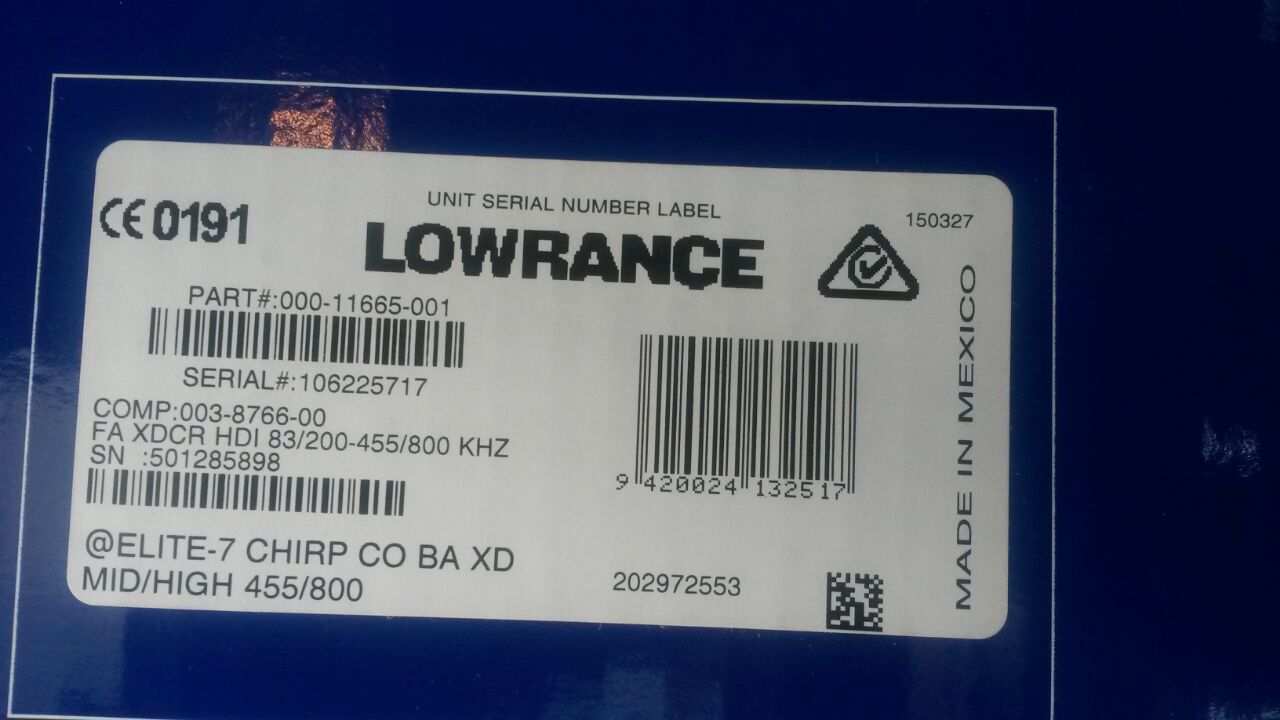 UNIT SERIAL NUMBER LABEL
CE 0191
LOWRANCE
150327
PART#:000-11665-001
SERIAL#:106225717
COMP:003-8766-00
FA XDCR HDI 83/200-455/800 KHZ
SN :501285898
9 420024 132517
@ELITE-7 CHIRP CO BA XD
MID/HIGH 455/800
202972553
MADE IN MEXICO